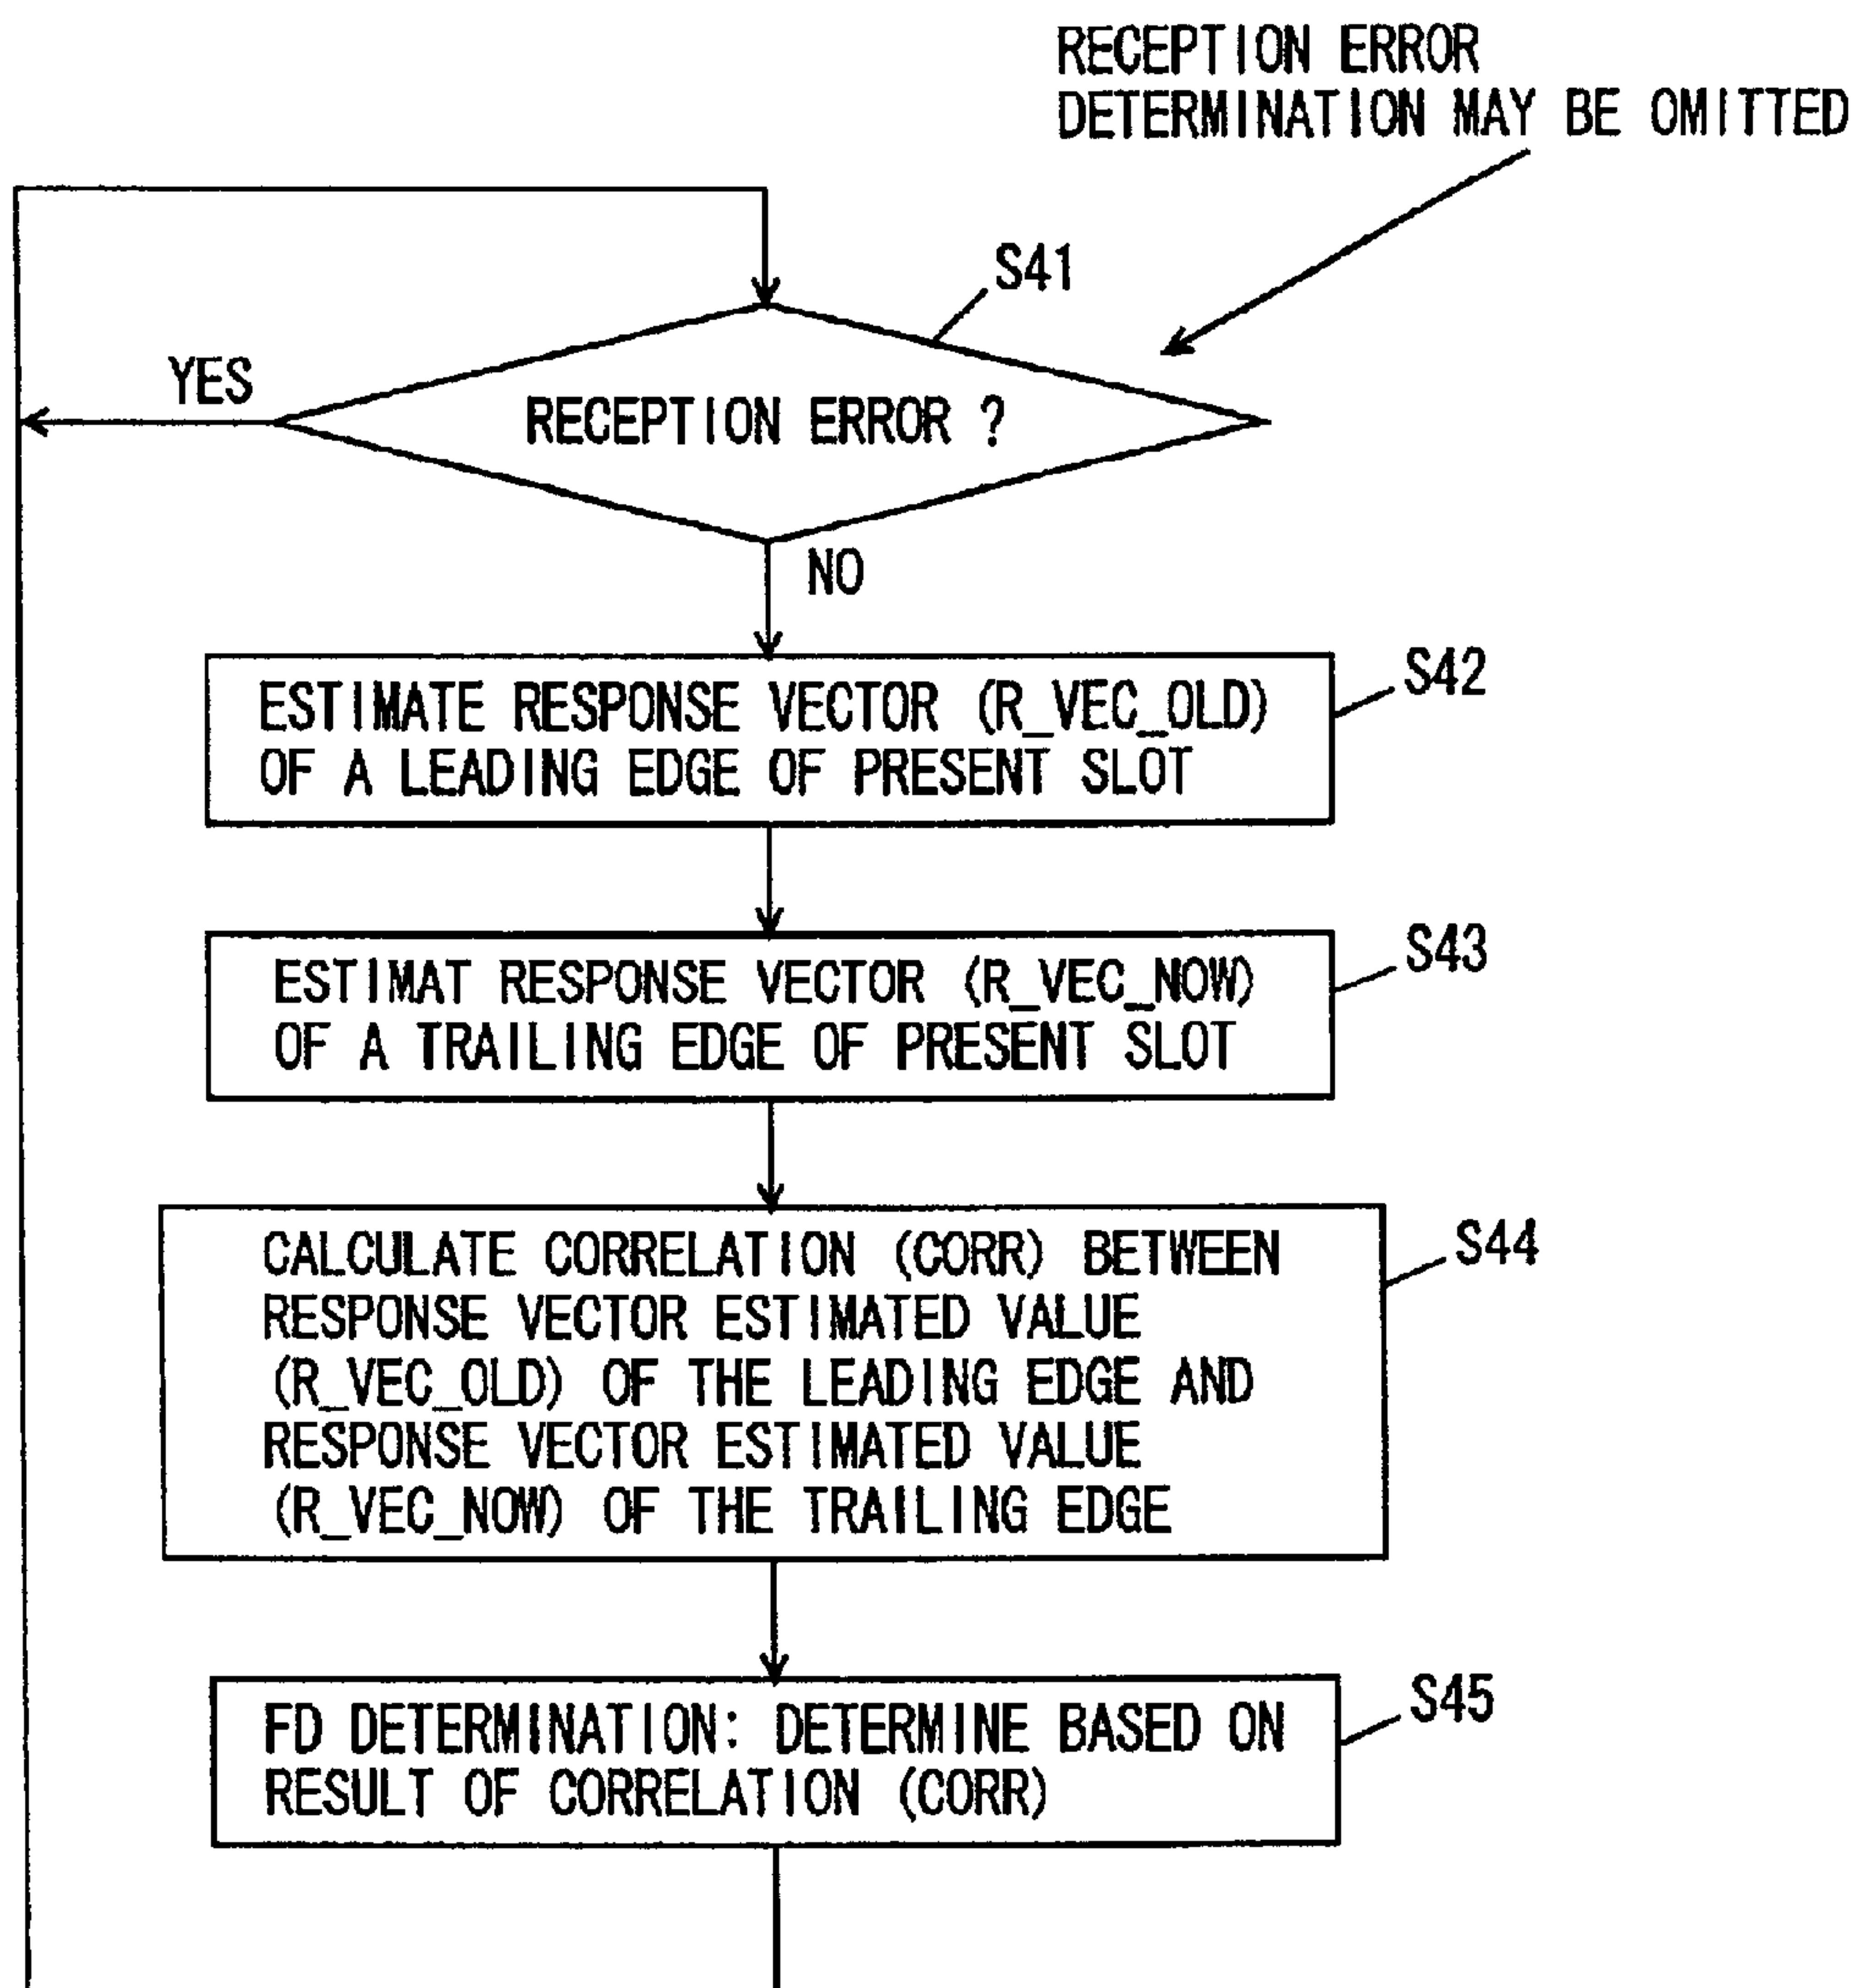 RECEPTION ERROR
DETERMINATION MAY BE OMITTED
S41
YES
RECEPTION ERROR ?
NO
S42
ESTIMATE RESPONSE VECTOR (R_VEC_OLD)
OF A LEADING EDGE OF PRESENT SLOT
S43
ESTIMAT RESPONSE VECTOR (R_VEC_NOW)
OF A TRAILING EDGE OF PRESENT SLOT
S44
CALCULATE CORRELATION (CORR) BETWEEN
RESPONSE VECTOR ESTIMATED VALUE
(R_VEC_OLD) OF THE LEADING EDGE AND
RESPONSE VECTOR ESTIMATED VALUE
(R_VEC_NOW) OF THE TRAILING EDGE
S45
FD DETERMINATION: DETERMINE BASED ON
RESULT OF CORRELATION (CORR)